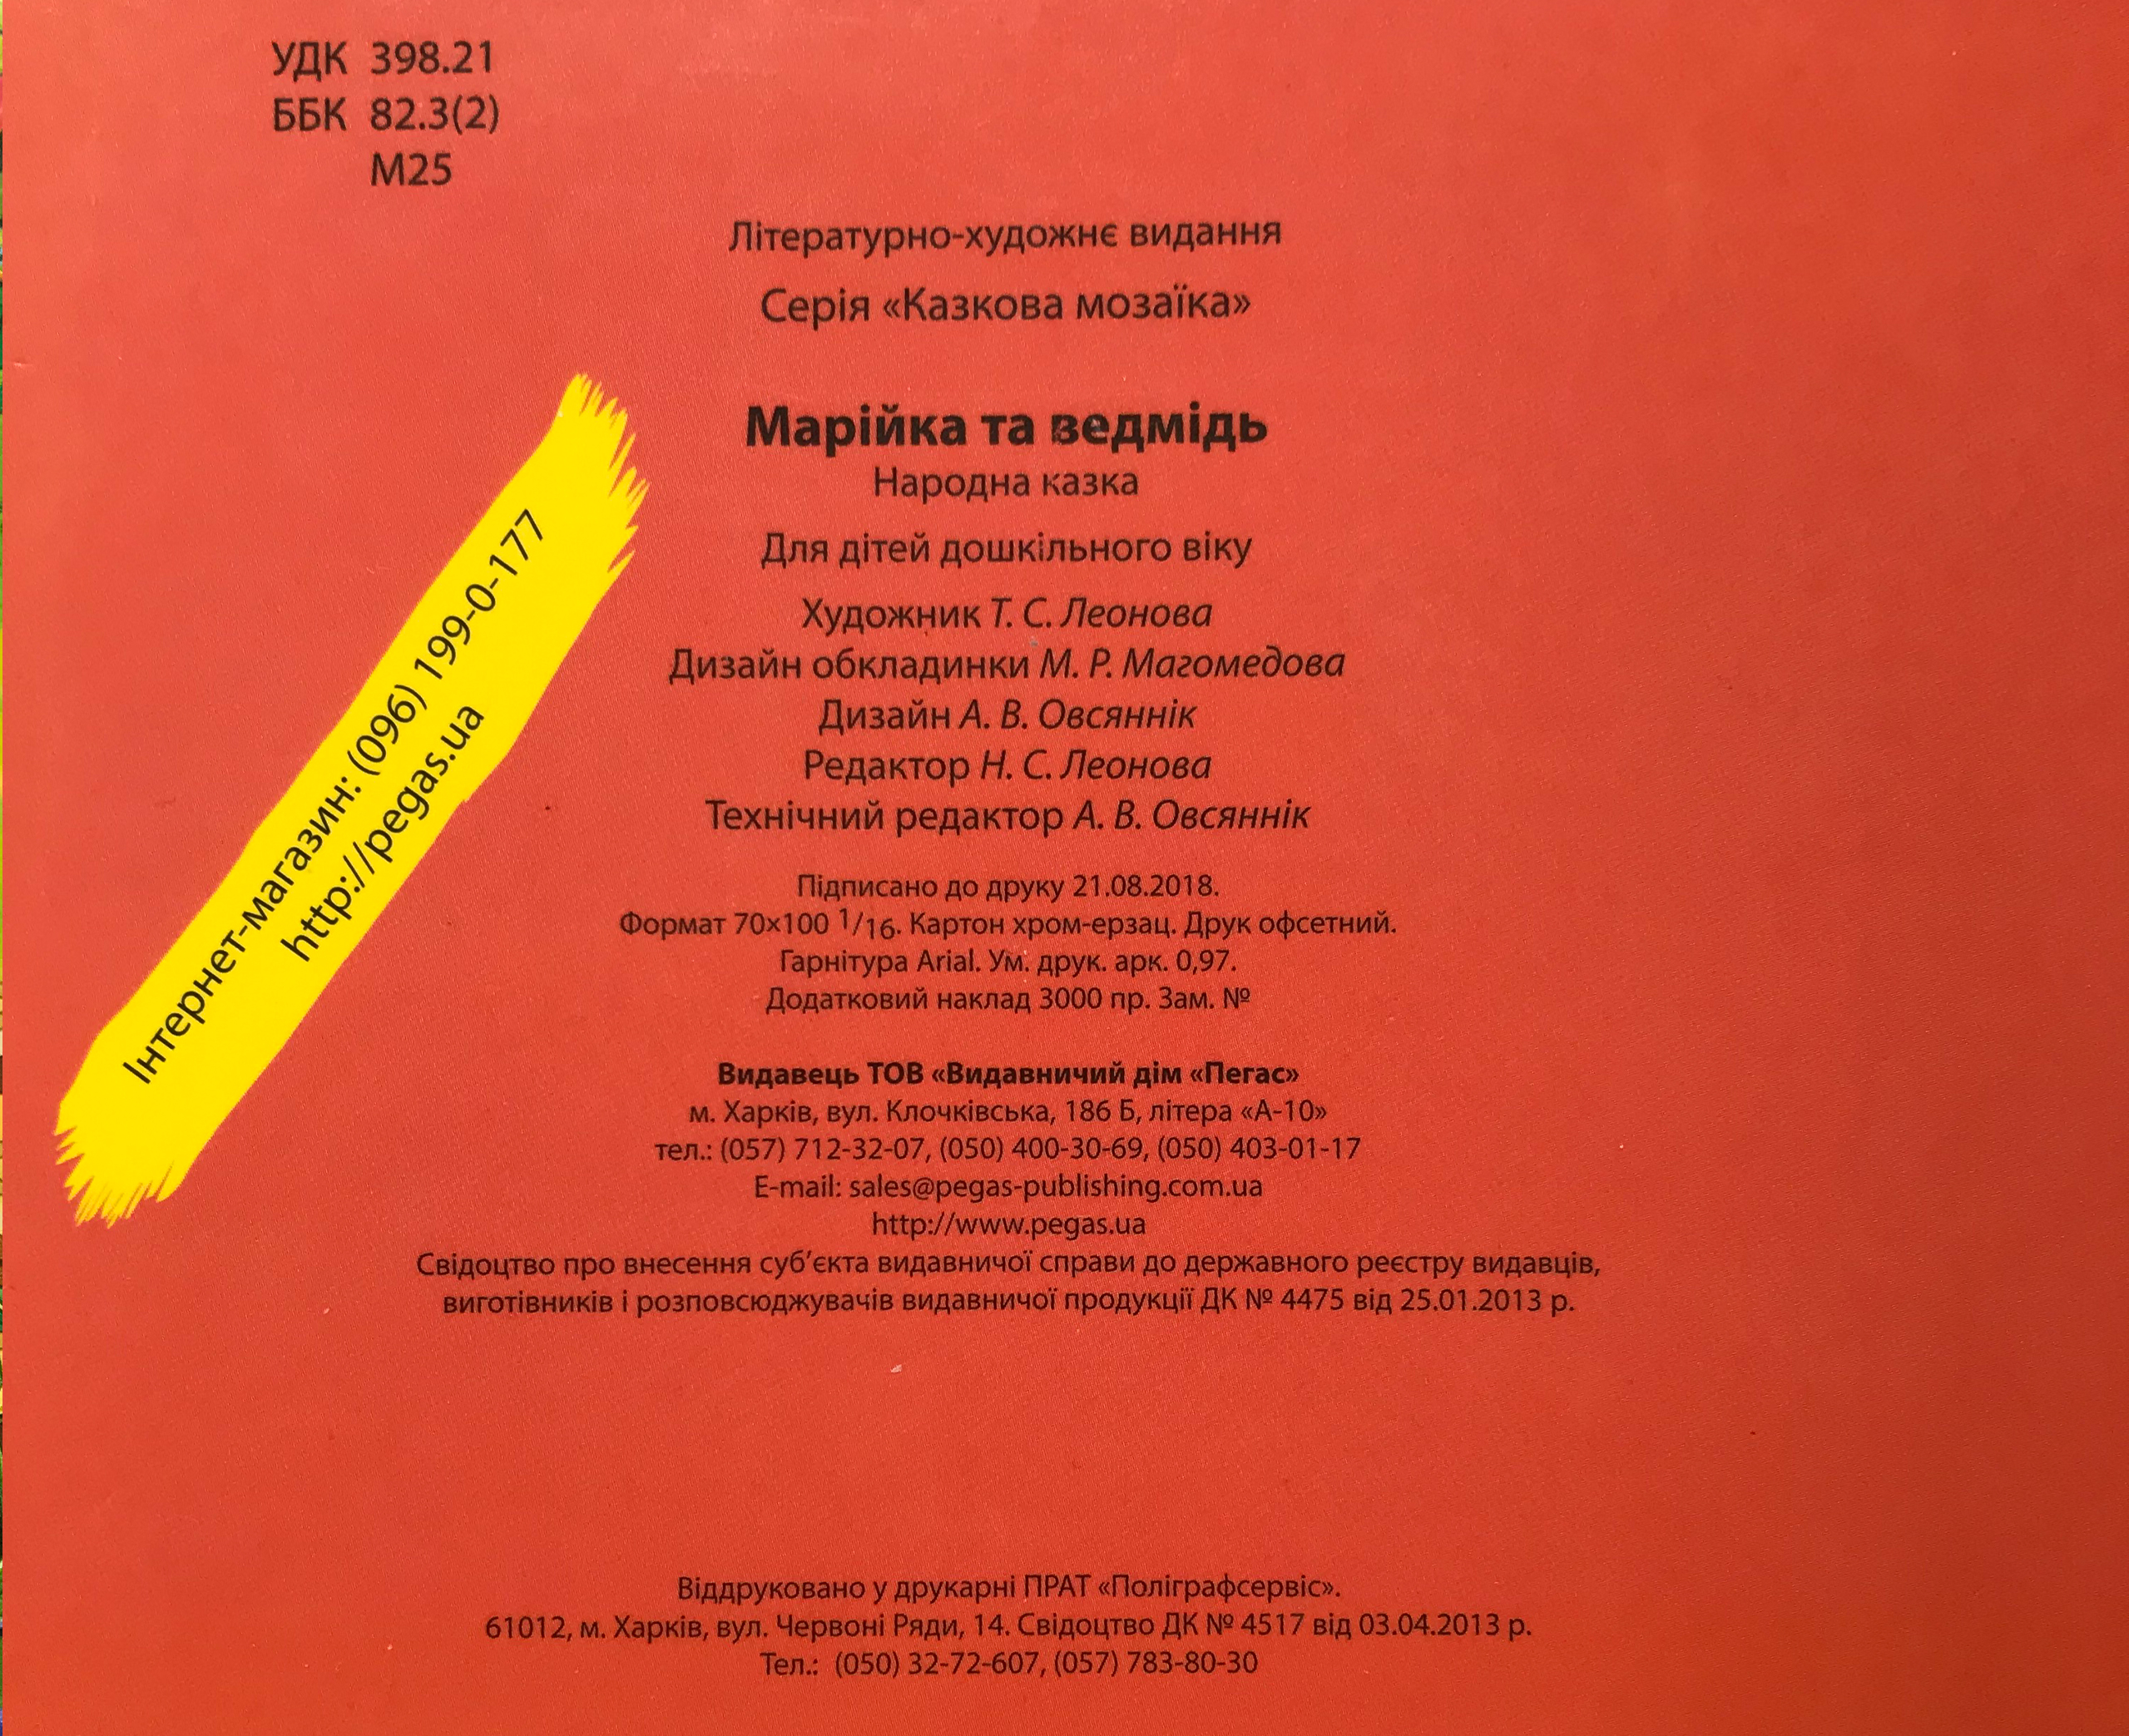 УДК 398.21
ББК 82.3(2)
М25
Літературно-художнє видання
Серія «Казкова мозаїка»
Марійка та ведмідь
Народна казка
Для дітей дошкільного віку
Художник Т. С. Леонова
Дизайн обкладинки М. Р. Магомедова
Дизайн А. В. Овсяннік
Редактор Н. С. Леонова
Технічний редактор А. В. Овсяннік
Інтернет-магазин: (096) 199-0-177
http://pegas.ua
Підписано до друку 21.08.2018.
Формат 70х100 1/16. Картон хром-ерзац. Друк офсетний.
Гарнітура Arial. Ум. друк. арк. 0,97.
Додатковий наклад 3000 пр. Зам. №
Видавець ТОВ «Видавничий дім «Пегас»
м. Харків, вул. Клочківська, 186 Б, літера «А-10»
тел.: (057) 712-32-07, (050) 400-30-69, (050) 403-01-17
E-mail: sales@pegas-publishing.com.ua
http://www.pegas.ua
Свідоцтво про внесення суб’єкта видавничої справи до державного реєстру видавців,
виготівників і розповсюджувачів видавничої продукції ДК № 4475 від 25.01.2013 р.
Віддруковано у друкарні ПРАТ «Поліграфсервіс».
61012, м. Харків, вул. Червоні Ряди, 14. Свідоцтво ДК № 4517 від 03.04.2013 р.
Тел.: (050) 32-72-607, (057) 783-80-30